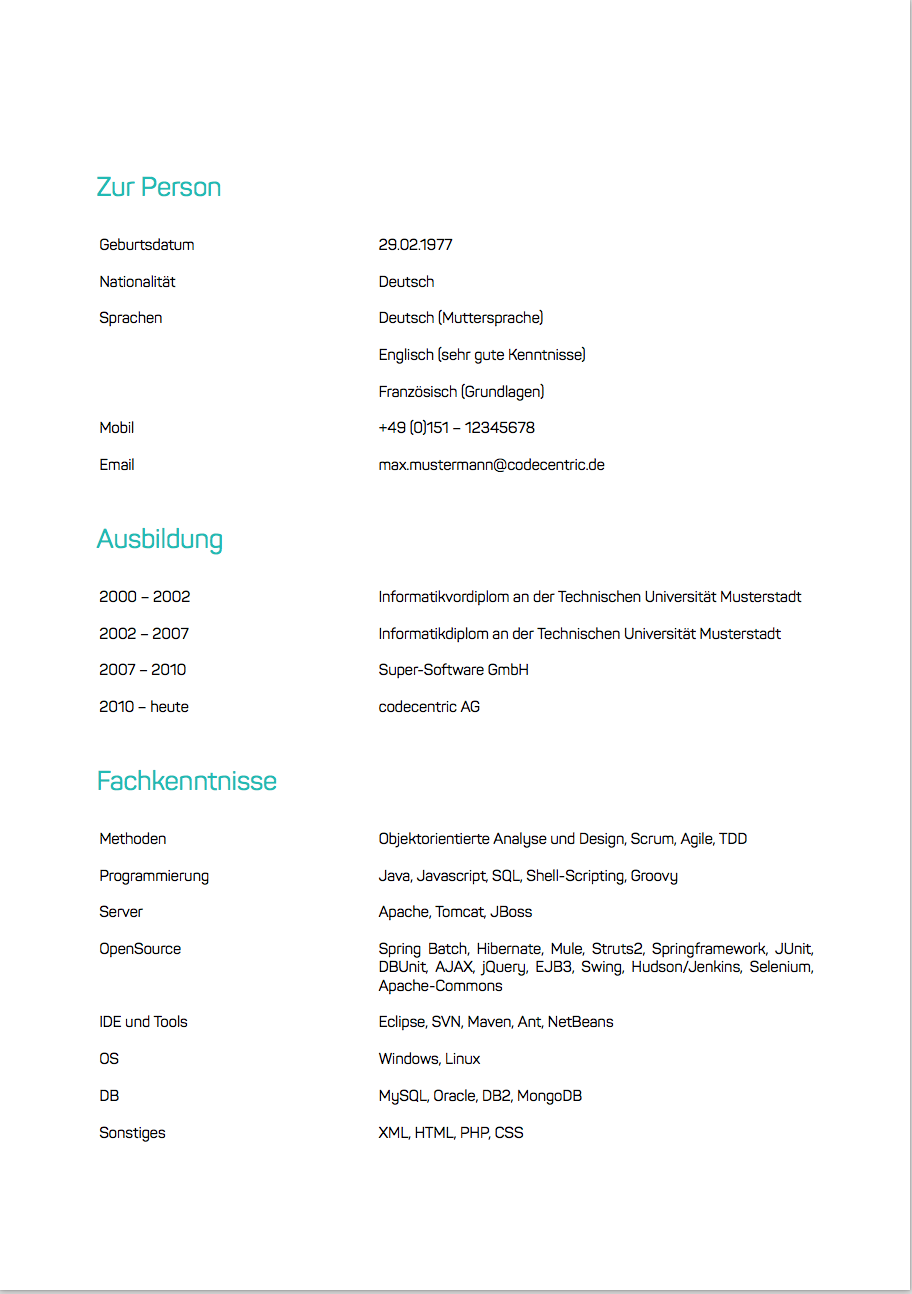 Zur Person
Geburtsdatum 29.02.1977
Nationalität Deutsch
Sprachen Deutsch (Muttersprache)
Englisch (sehr gute Kenntnisse)
Französisch (Grundlagen)
Mobil +49 (0)151 – 12345678
Email max.mustermann@codecentric.de
Ausbildung
2000 – 2002 Informatikvordiplom an der Technischen Universität Musterstadt
2002 – 2007 Informatikdiplom an der Technischen Universität Musterstadt
2007 – 2010 Super-Software GmbH
2010 – heute codecentric AG
Fachkenntnisse
Methoden Objektorientierte Analyse und Design, Scrum, Agile, TDD
Programmierung Java, Javascript, SQL, Shell-Scripting, Groovy
Server Apache, Tomcat, JBoss
OpenSource Spring Batch, Hibernate, Mule, Struts2, Springframework, JUnit,
DBUnit, AJAX, jQuery, EJB3, Swing, Hudson/Jenkins, Selenium,
Apache-Commons
IDE und Tools Eclipse, SVN, Maven, Ant, NetBeans
OS Windows, Linux
DB MySQL, Oracle, DB2, MongoDB
Sonstiges XML, HTML, PHP, CSS